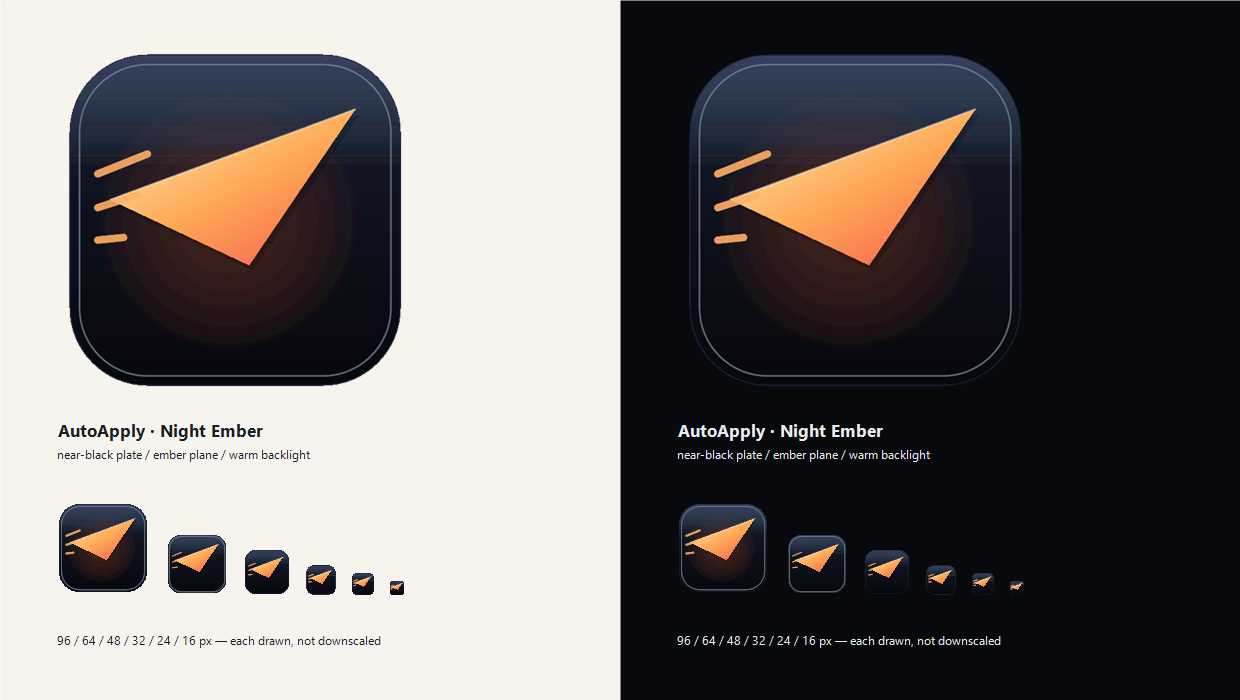 AutoApply · Night Ember
near-black plate / ember plane / warm backlight
96 / 64 / 48 / 32 / 24 / 16 px — each drawn, not downscaled
AutoApply · Night Ember
near-black plate / ember plane / warm backlight
96 / 64 / 48 / 32 / 24 / 16 px — each drawn, not downscaled